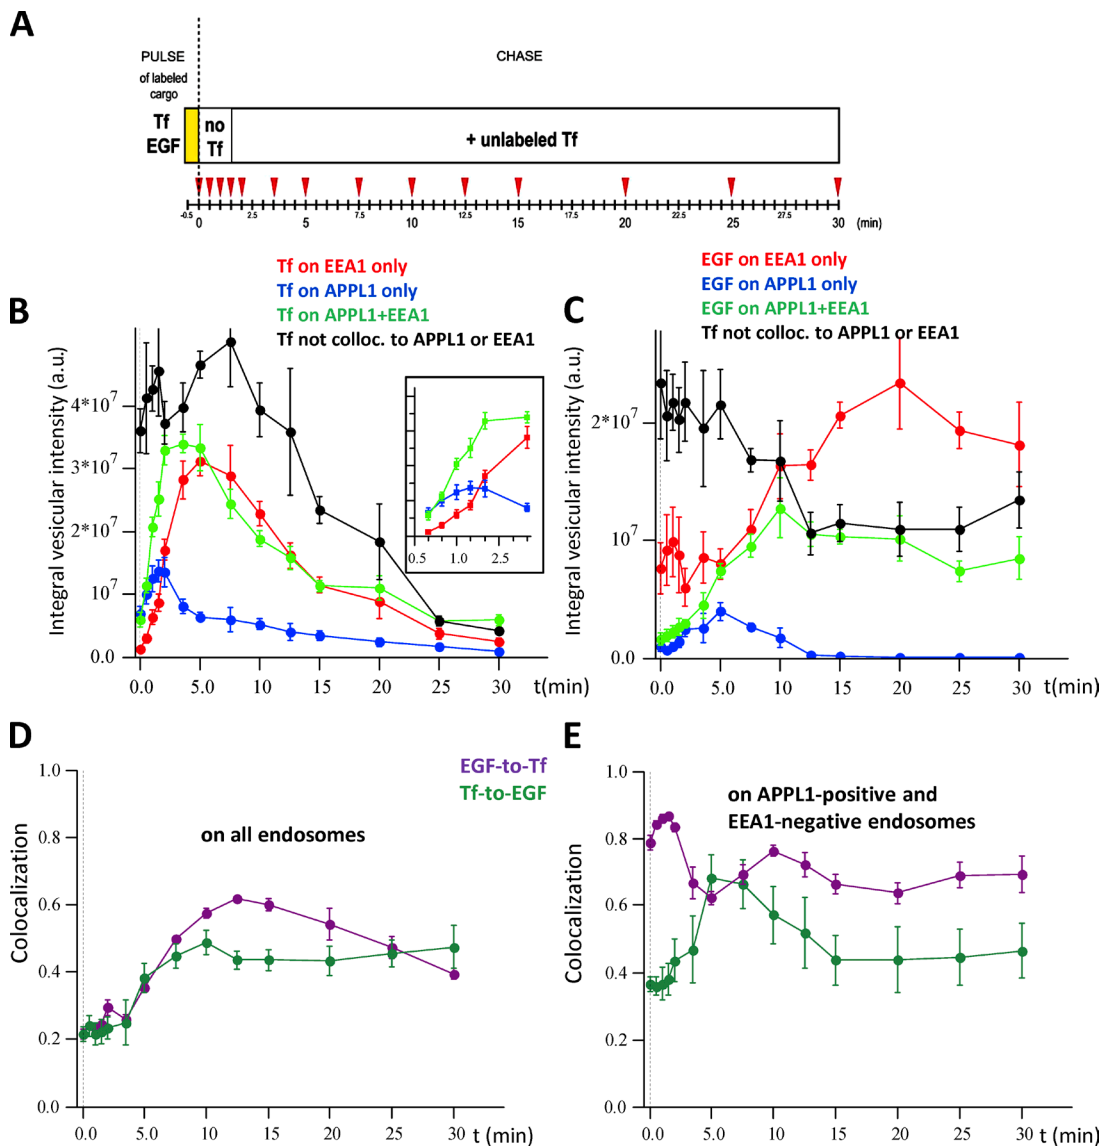 A
PULSE
of labeled
cargo
CHASE
Tf
EGF
no
Tf
+ unlabeled Tf
-0.5 0 2.5 5 7.5 10 12.5 15 17.5 20 22.5 25 27.5 30 (min)
B
Tf on EEA1 only
Tf on APPL1 only
Tf on APPL1+EEA1
Tf not colloc. to APPL1 or EEA1
Integral vesicular intensity (a.u.)
4*10⁷
3*10⁷
2*10⁷
10⁷
0.0
0.0 5.0 10 15 20 25 30 t(min)
0.5 1.0 2.5
C
EGF on EEA1 only
EGF on APPL1 only
EGF on APPL1+EEA1
Tf not colloc. to APPL1 or EEA1
Integral vesicular intensity (a.u.)
2*10⁷
10⁷
0.0
0.0 5.0 10 15 20 25 30 t(min)
D
EGF-to-Tf
Tf-to-EGF
on all endosomes
Colocalization
1.0
0.8
0.6
0.4
0.2
0.0
0.0 5.0 10 15 20 25 30 t (min)
E
on APPL1-positive and
EEA1-negative endosomes
Colocalization
1.0
0.8
0.6
0.4
0.2
0.0
0.0 5.0 10 15 20 25 30 t (min)